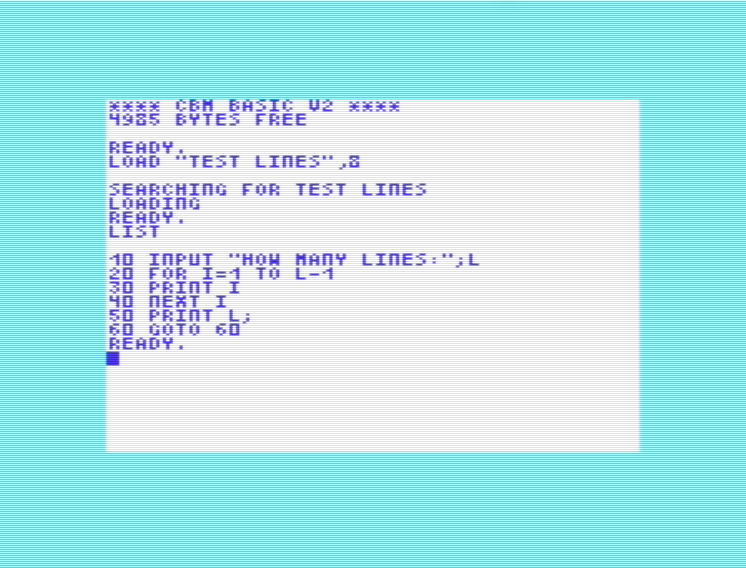 **** CBM BASIC V2 ****
4985 BYTES FREE
READY.
LOAD "TEST LINES",8
SEARCHING FOR TEST LINES
LOADING
READY.
LIST
10 INPUT "HOW MANY LINES:";L
20 FOR I=1 TO L-1
30 PRINT I
40 NEXT I
50 PRINT L;
60 GOTO 60
READY.